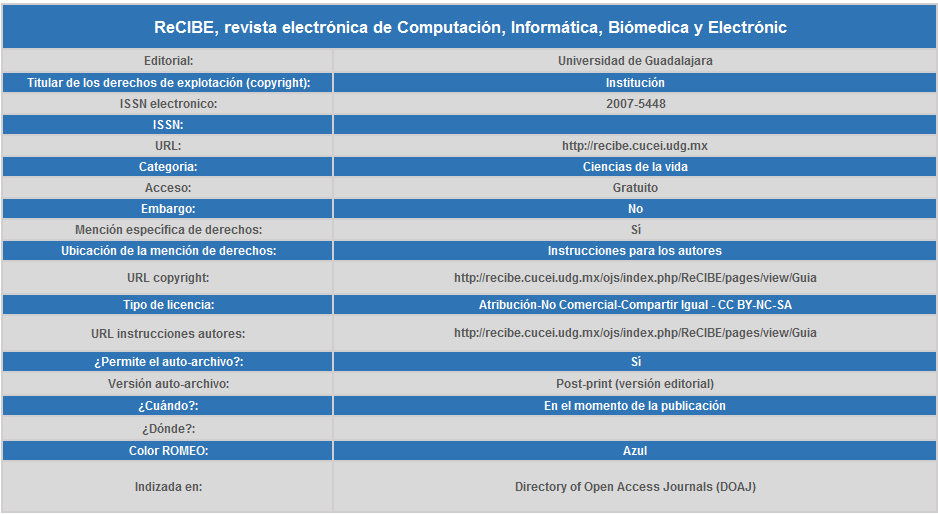 ReCIBE, revista electrónica de Computación, Informática, Biómedica y Electrónic
Editorial: Universidad de Guadalajara
Titular de los derechos de explotación (copyright): Institución
ISSN electronico: 2007-5448
ISSN:
URL: http://recibe.cucei.udg.mx
Categoria: Ciencias de la vida
Acceso: Gratuito
Embargo: No
Mención especifica de derechos: Sí
Ubicación de la mención de derechos: Instrucciones para los autores
URL copyright: http://recibe.cucei.udg.mx/ojs/index.php/ReCIBE/pages/view/Guia
Tipo de licencia: Atribución-No Comercial-Compartir Igual - CC BY-NC-SA
URL instrucciones autores: http://recibe.cucei.udg.mx/ojs/index.php/ReCIBE/pages/view/Guia
¿Permite el auto-archivo?: Sí
Versión auto-archivo: Post-print (versión editorial)
¿Cuándo?: En el momento de la publicación
¿Dónde?:
Color ROMEO: Azul
Indizada en: Directory of Open Access Journals (DOAJ)